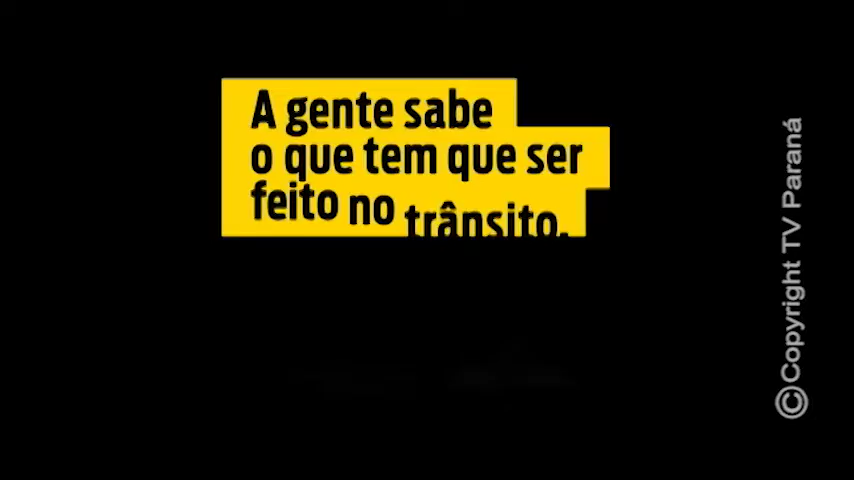 A gente sabe
o que tem que ser
feito no trânsito.
©Copyright TV Paraná